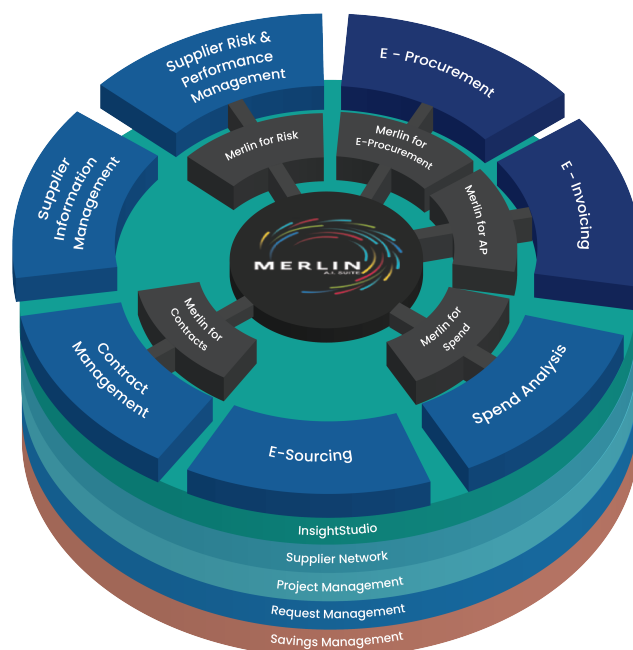 Supplier Risk &
Performance
Management
E - Procurement
Supplier
Information
Management
E - Invoicing
Merlin for Risk
Merlin for
E-Procurement
Merlin for AP
MERLIN
A.I. SUITE
Merlin for
Contracts
Merlin for
Spend
Contract
Management
Spend Analysis
E-Sourcing
InsightStudio
Supplier Network
Project Management
Request Management
Savings Management